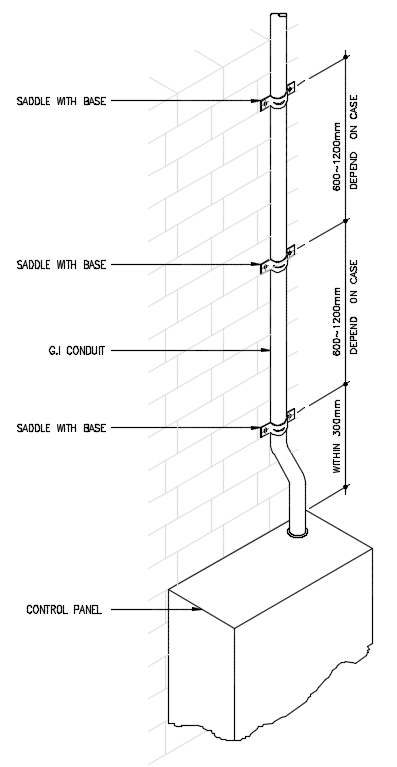 SADDLE WITH BASE
600~1200mm
DEPEND ON CASE
SADDLE WITH BASE
600~1200mm
DEPEND ON CASE
G.I CONDUIT
SADDLE WITH BASE
WITHIN 300mm
CONTROL PANEL